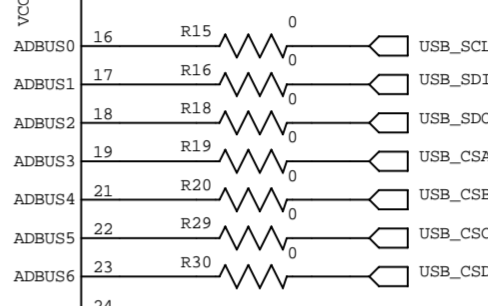 VCC
R15 0
ADBUS0 16 USB_SCL
R16 0
ADBUS1 17 USB_SDI
R18 0
ADBUS2 18 USB_SDO
R19 0
ADBUS3 19 USB_CSA
R20 0
ADBUS4 21 USB_CSB
R29 0
ADBUS5 22 USB_CSC
R30 0
ADBUS6 23 USB_CSD
24